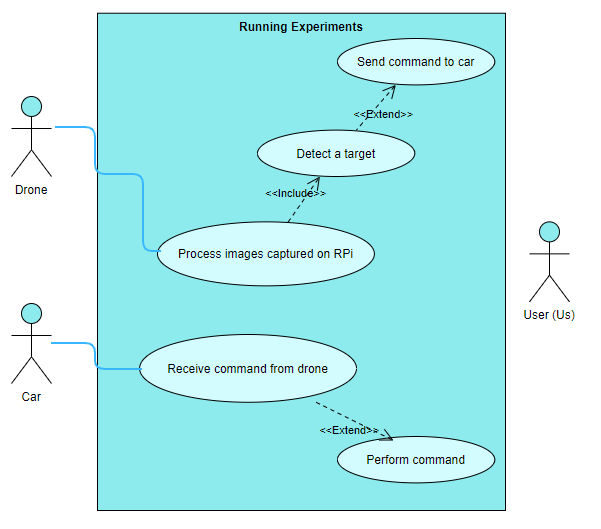 Running Experiments
Send command to car
<<Extend>>
Detect a target
Drone
<<Include>>
Process images captured on RPi
User (Us)
Receive command from drone
Car
<<Extend>>
Perform command